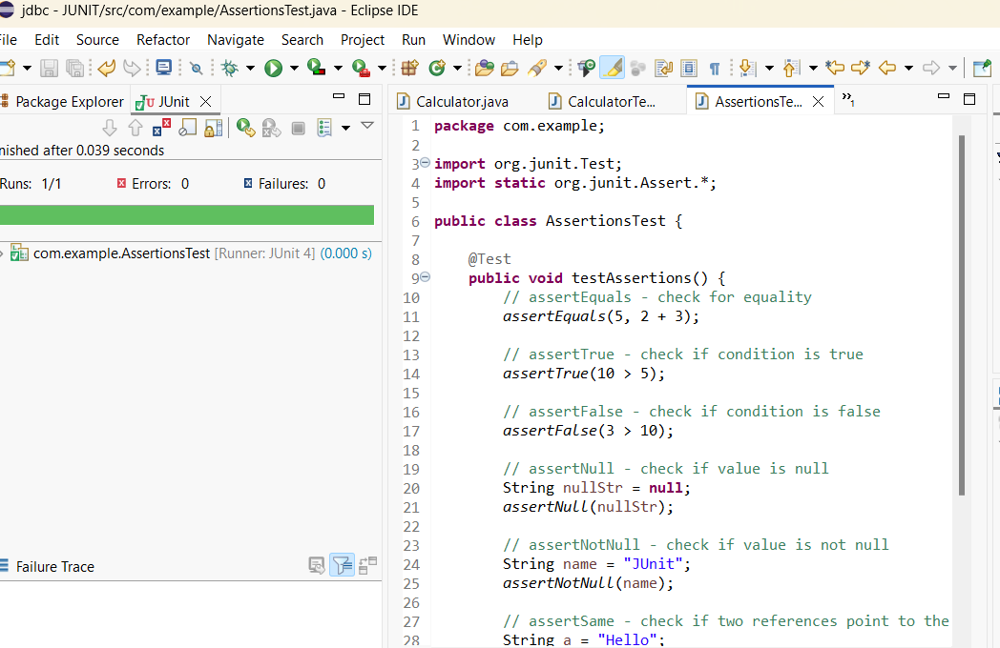 jdbc - JUNIT/src/com/example/AssertionsTest.java - Eclipse IDE
File Edit Source Refactor Navigate Search Project Run Window Help
Package Explorer JUnit
Calculator.java CalculatorTe... AssertionsTe... »1
nished after 0.039 seconds
Runs: 1/1 Errors: 0 Failures: 0
com.example.AssertionsTest [Runner: JUnit 4] (0.000 s)
Failure Trace
1 package com.example;
2
3 import org.junit.Test;
4 import static org.junit.Assert.*;
5
6 public class AssertionsTest {
7
8 @Test
9 public void testAssertions() {
10 // assertEquals - check for equality
11 assertEquals(5, 2 + 3);
12
13 // assertTrue - check if condition is true
14 assertTrue(10 > 5);
15
16 // assertFalse - check if condition is false
17 assertFalse(3 > 10);
18
19 // assertNull - check if value is null
20 String nullStr = null;
21 assertNull(nullStr);
22
23 // assertNotNull - check if value is not null
24 String name = "JUnit";
25 assertNotNull(name);
26
27 // assertSame - check if two references point to the
28 String a = "Hello";